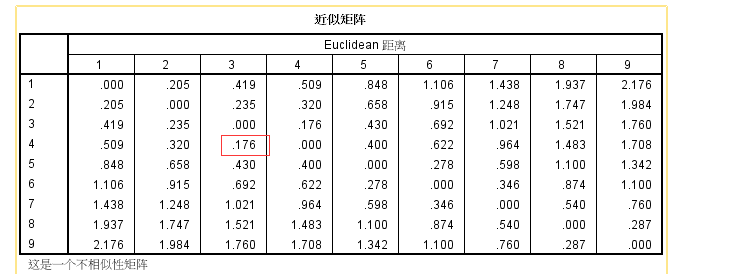 近似矩阵
Euclidean 距离
1 2 3 4 5 6 7 8 9
1 .000 .205 .419 .509 .848 1.106 1.438 1.937 2.176
2 .205 .000 .235 .320 .658 .915 1.248 1.747 1.984
3 .419 .235 .000 .176 .430 .692 1.021 1.521 1.760
4 .509 .320 .176 .000 .400 .622 .964 1.483 1.708
5 .848 .658 .430 .400 .000 .278 .598 1.100 1.342
6 1.106 .915 .692 .622 .278 .000 .346 .874 1.100
7 1.438 1.248 1.021 .964 .598 .346 .000 .540 .760
8 1.937 1.747 1.521 1.483 1.100 .874 .540 .000 .287
9 2.176 1.984 1.760 1.708 1.342 1.100 .760 .287 .000
这是一个不相似性矩阵